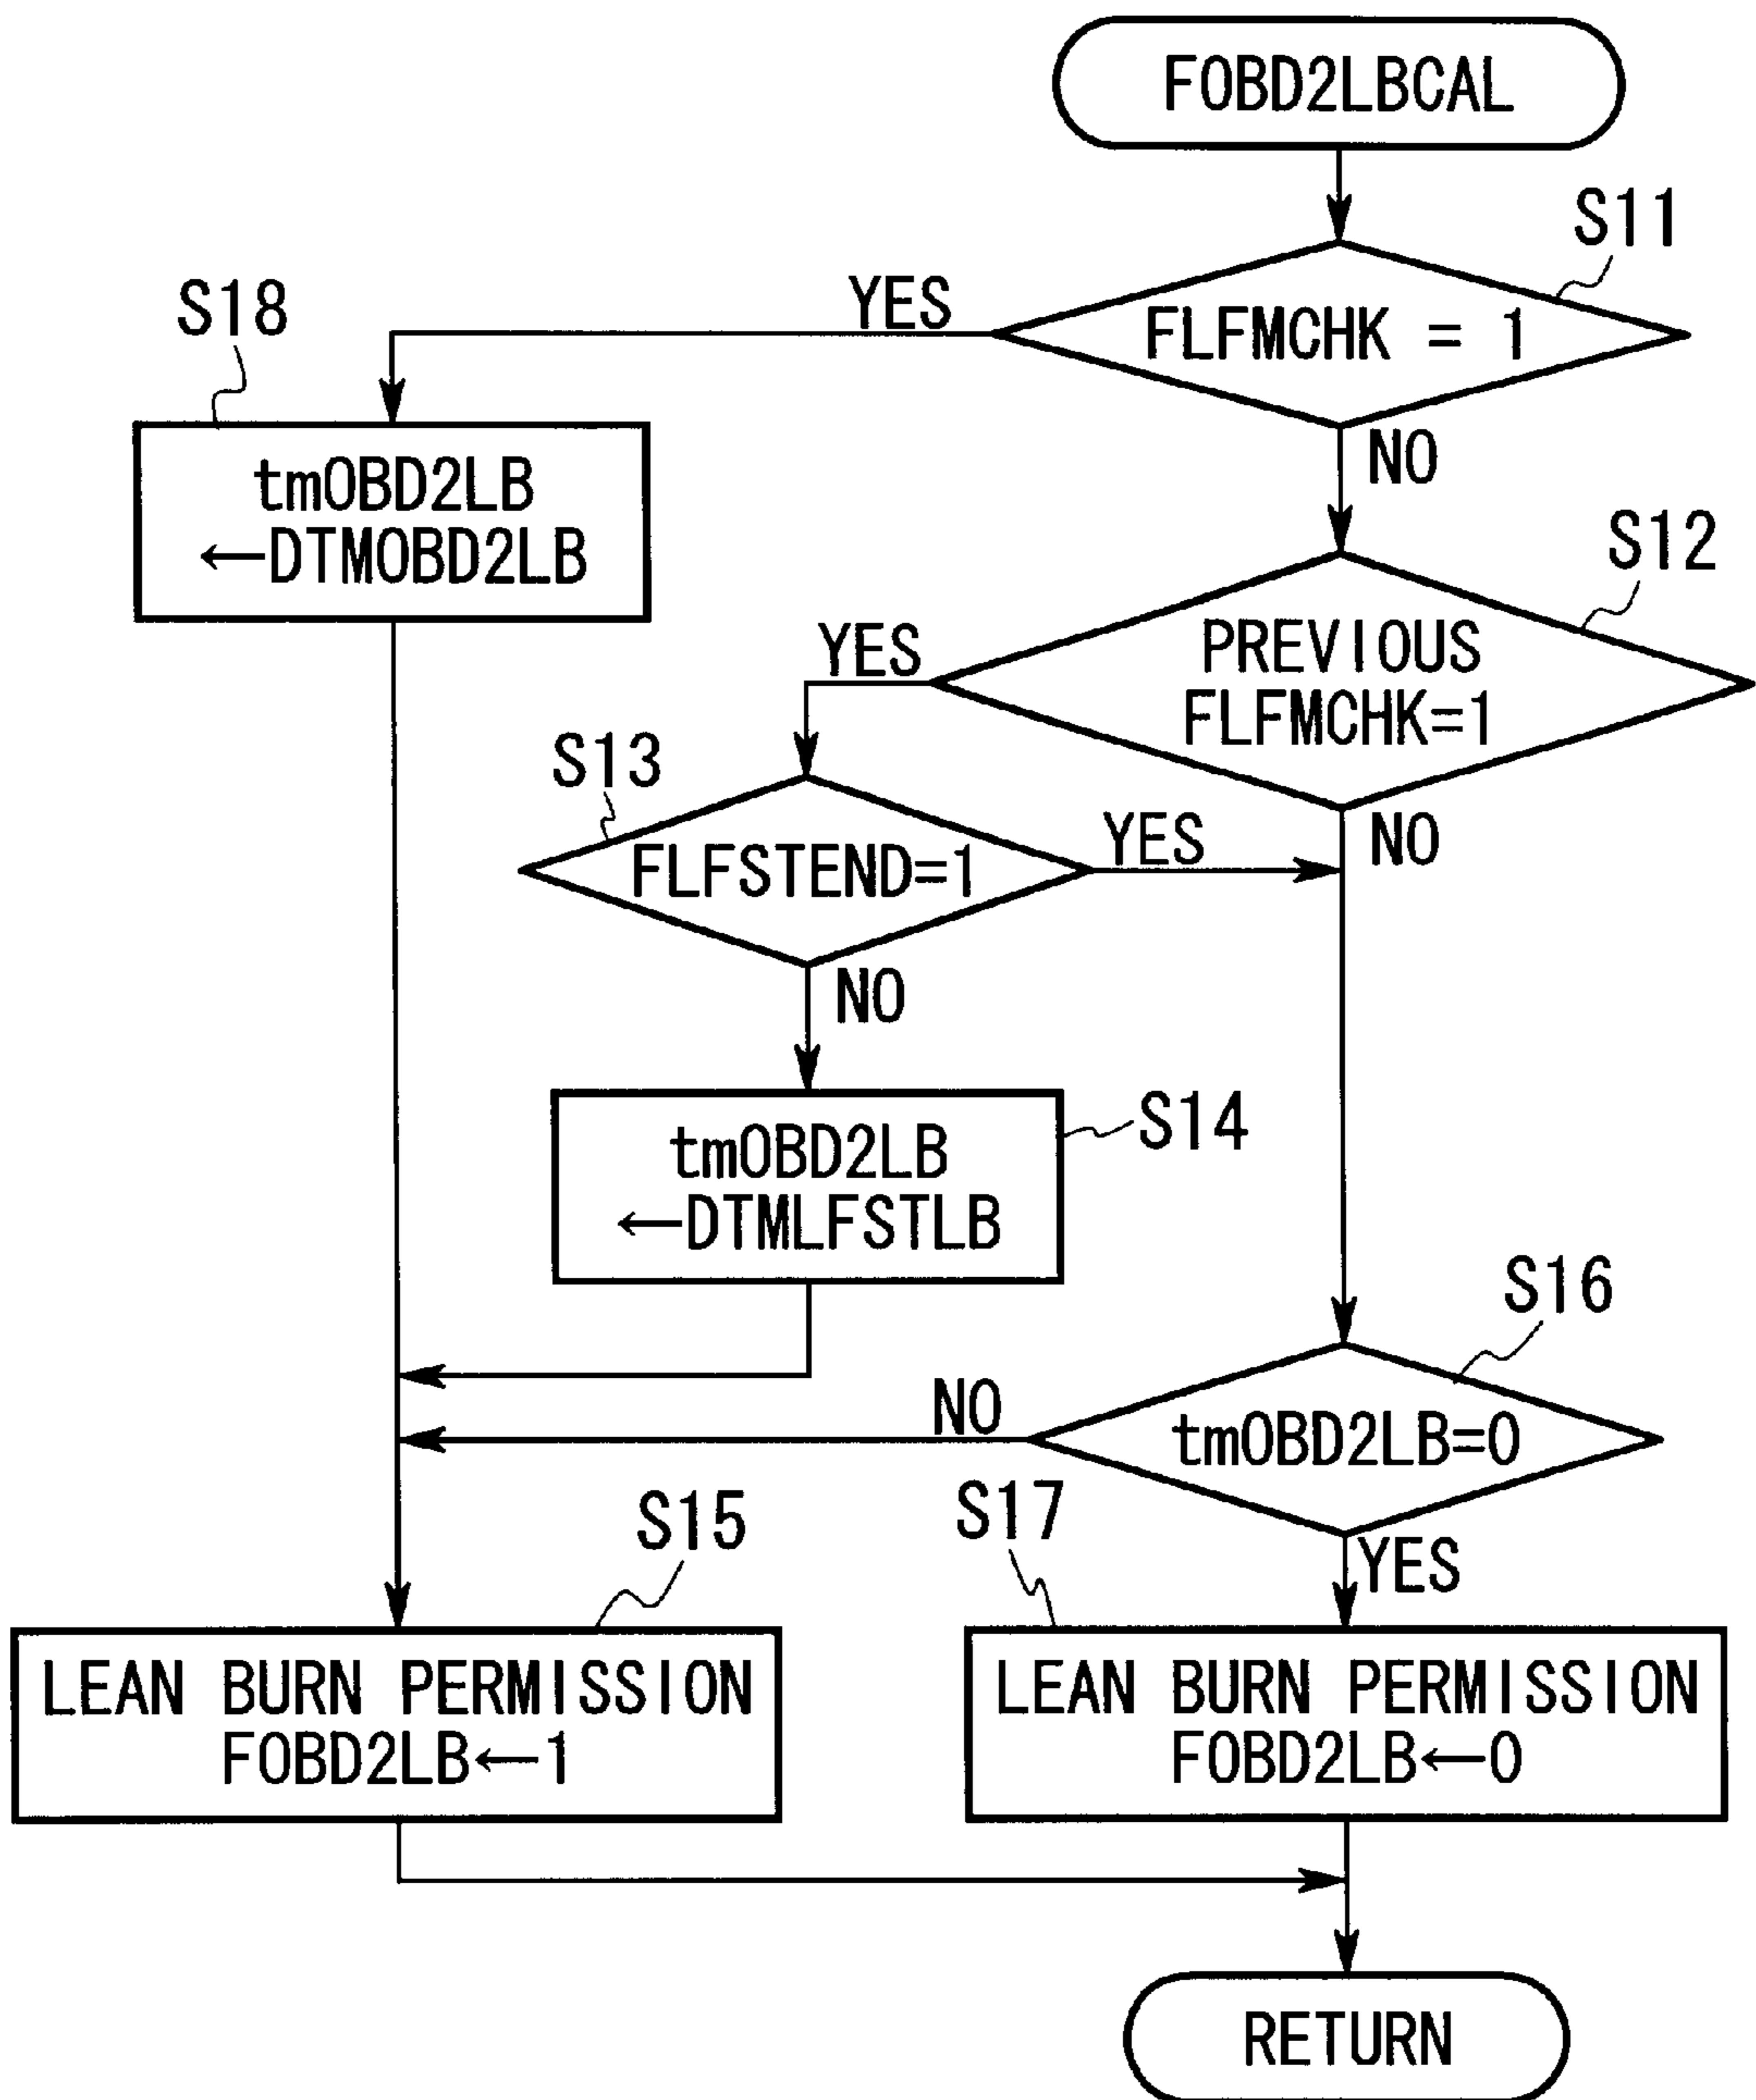 FOBD2LBCAL
S11
FLFMCHK = 1
YES
NO
S18
tmOBD2LB
←DTMOBD2LB
S12
PREVIOUS
FLFMCHK=1
YES
NO
S13
FLFSTEND=1
YES
NO
S14
tmOBD2LB
←DTMLFSTLB
S16
tmOBD2LB=0
NO
YES
S15
LEAN BURN PERMISSION
FOBD2LB←1
S17
LEAN BURN PERMISSION
FOBD2LB←0
RETURN